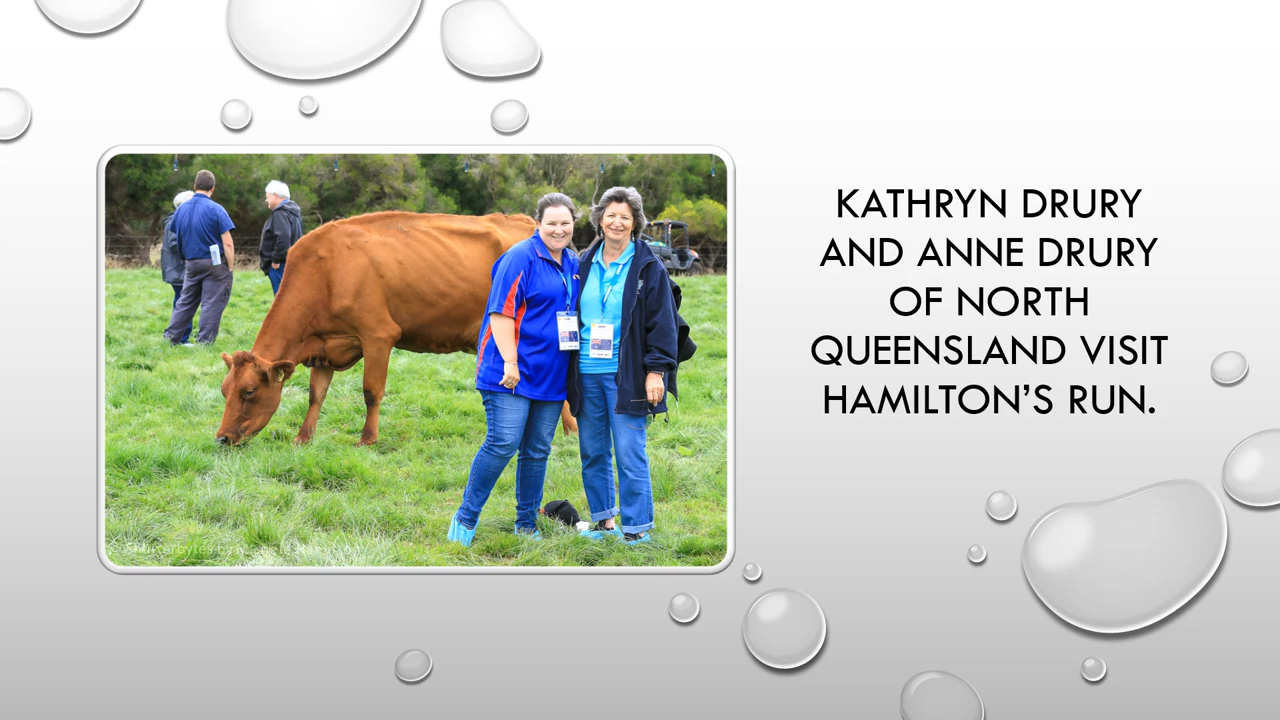 KATHRYN DRURY
AND ANNE DRURY
OF NORTH
QUEENSLAND VISIT
HAMILTON’S RUN.